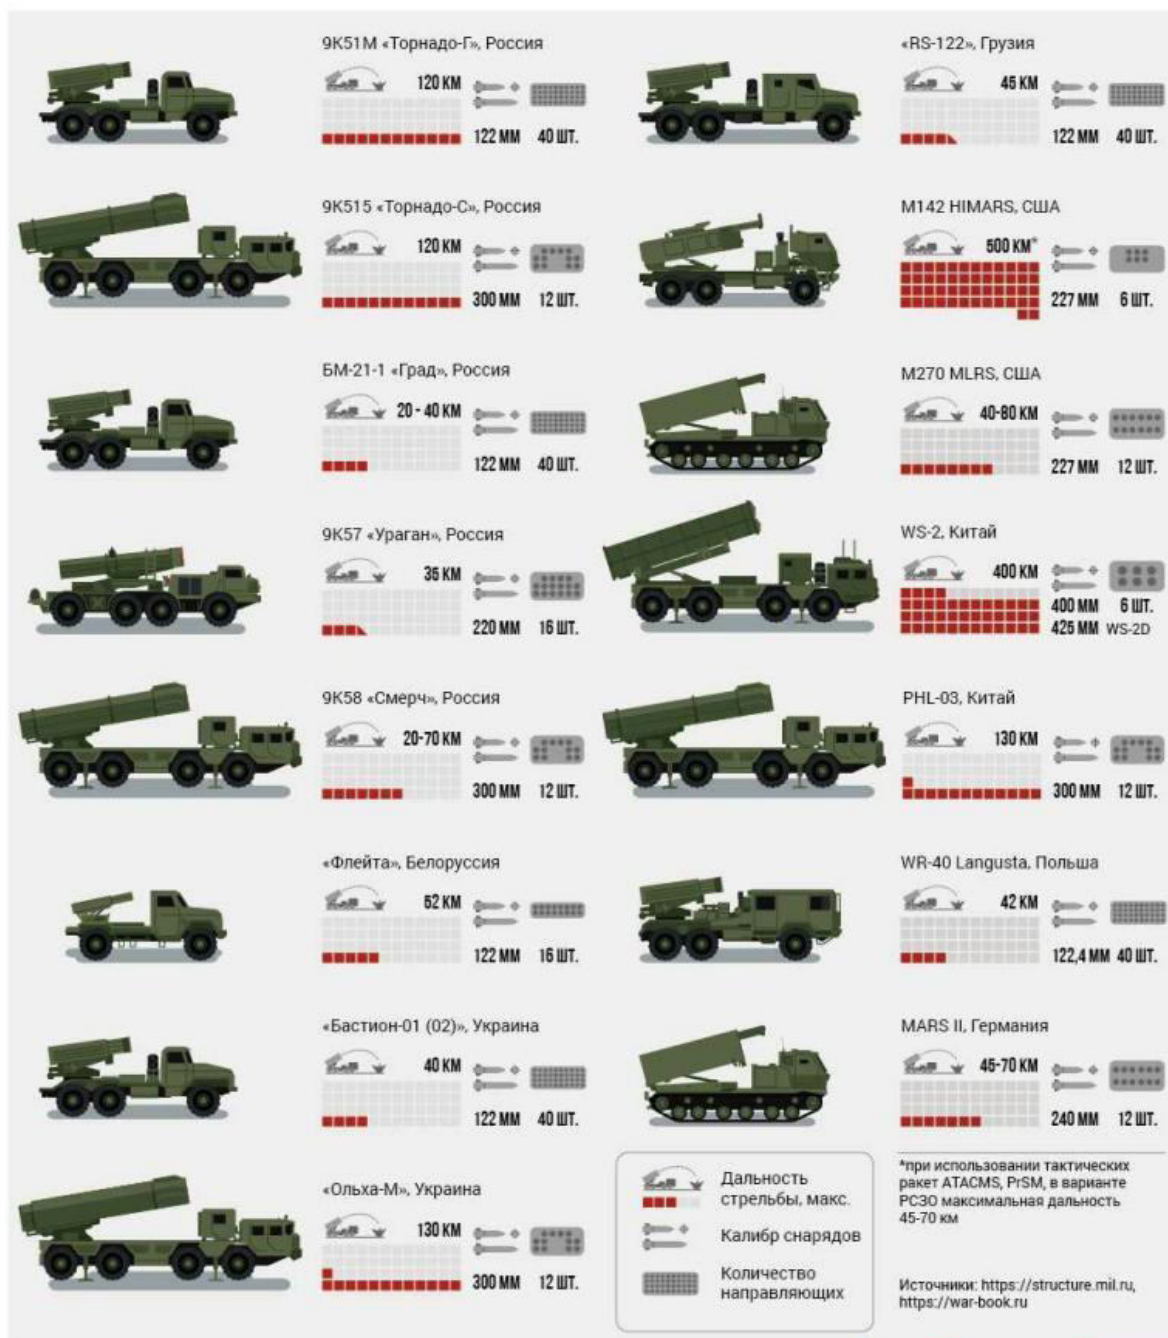 9К51М «Торнадо-Г», Россия
120 КМ
122 ММ 40 ШТ.
9К515 «Торнадо-С», Россия
120 КМ
300 ММ 12 ШТ.
БМ-21-1 «Град», Россия
20 - 40 КМ
122 ММ 40 ШТ.
9К57 «Ураган», Россия
35 КМ
220 ММ 16 ШТ.
9К58 «Смерч», Россия
20-70 КМ
300 ММ 12 ШТ.
«Флейта», Белоруссия
52 КМ
122 ММ 16 ШТ.
«Бастион-01 (02)», Украина
40 КМ
122 ММ 40 ШТ.
«Ольха-М», Украина
130 КМ
300 ММ 12 ШТ.
«RS-122», Грузия
45 КМ
122 ММ 40 ШТ.
M142 HIMARS, США
500 КМ*
227 ММ 6 ШТ.
M270 MLRS, США
40-80 КМ
227 ММ 12 ШТ.
WS-2, Китай
400 КМ
400 ММ 6 ШТ.
425 ММ WS-2D
PHL-03, Китай
130 КМ
300 ММ 12 ШТ.
WR-40 Langusta, Польша
42 КМ
122,4 ММ 40 ШТ.
MARS II, Германия
45-70 КМ
240 ММ 12 ШТ.
Дальность
стрельбы, макс.
Калибр снарядов
Количество
направляющих
*при использовании тактических
ракет ATACMS, PrSM, в варианте
РСЗО максимальная дальность
45-70 км
Источники: https://structure.mil.ru,
https://war-book.ru